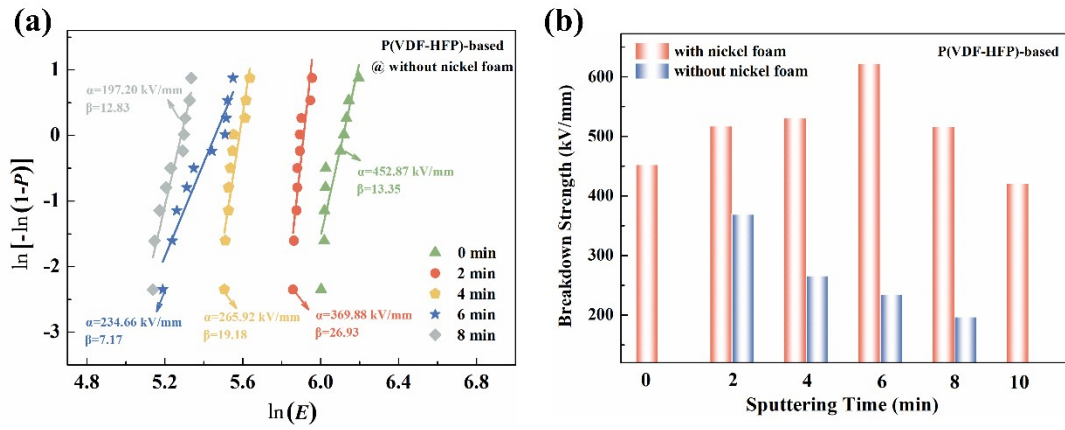 (a)
P(VDF-HFP)-based
@ without nickel foam
α=197.20 kV/mm
β=12.83
α=452.87 kV/mm
β=13.35
0 min
2 min
4 min
6 min
8 min
α=234.66 kV/mm
β=7.17
α=265.92 kV/mm
β=19.18
α=369.88 kV/mm
β=26.93
ln [-ln (1-P)]
1
0
-1
-2
-3
4.8 5.2 5.6 6.0 6.4 6.8
ln (E)
(b)
with nickel foam
without nickel foam
P(VDF-HFP)-based
Breakdown Strength (kV/mm)
600
500
400
300
200
0 2 4 6 8 10
Sputtering Time (min)